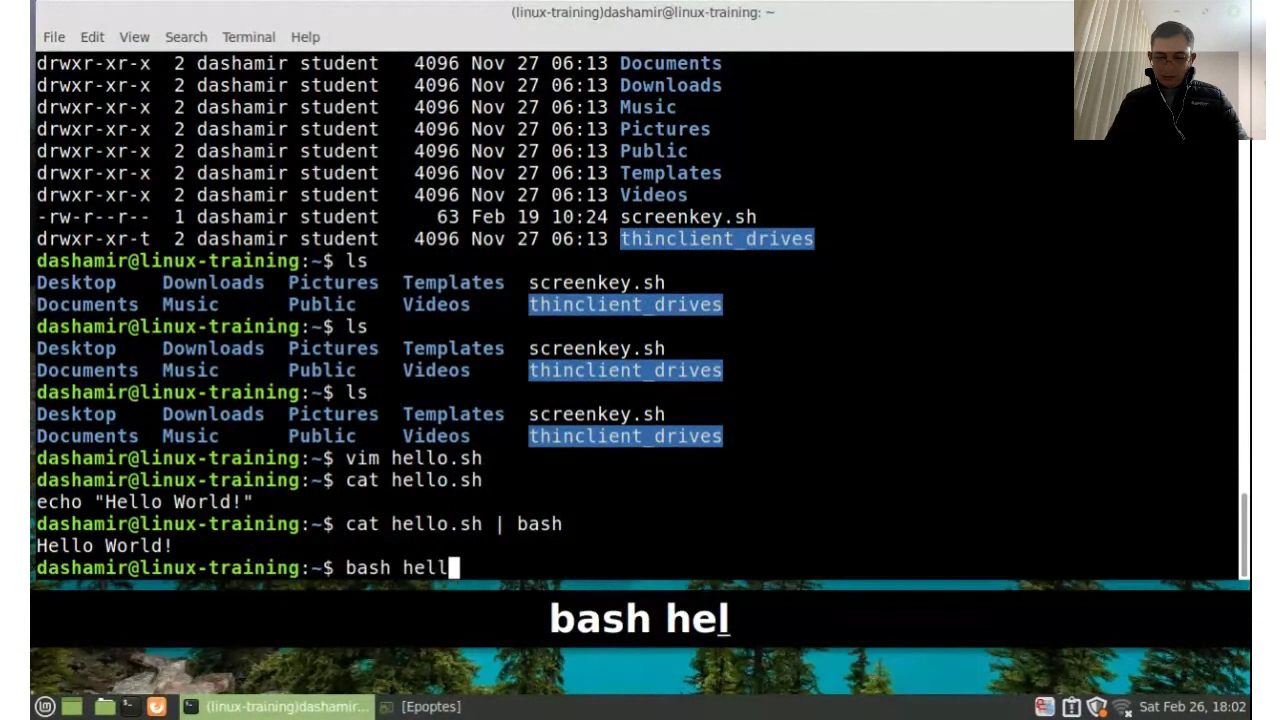 (linux-training)dashamir@linux-training: ~
File Edit View Search Terminal Help
drwxr-xr-x 2 dashamir student 4096 Nov 27 06:13 Documents
drwxr-xr-x 2 dashamir student 4096 Nov 27 06:13 Downloads
drwxr-xr-x 2 dashamir student 4096 Nov 27 06:13 Music
drwxr-xr-x 2 dashamir student 4096 Nov 27 06:13 Pictures
drwxr-xr-x 2 dashamir student 4096 Nov 27 06:13 Public
drwxr-xr-x 2 dashamir student 4096 Nov 27 06:13 Templates
drwxr-xr-x 2 dashamir student 4096 Nov 27 06:13 Videos
-rw-r--r-- 1 dashamir student 63 Feb 19 10:24 screenkey.sh
drwxr-xr-t 2 dashamir student 4096 Nov 27 06:13 thinclient_drives
dashamir@linux-training:~$ ls
Desktop Downloads Pictures Templates screenkey.sh
Documents Music Public Videos thinclient_drives
dashamir@linux-training:~$ ls
Desktop Downloads Pictures Templates screenkey.sh
Documents Music Public Videos thinclient_drives
dashamir@linux-training:~$ ls
Desktop Downloads Pictures Templates screenkey.sh
Documents Music Public Videos thinclient_drives
dashamir@linux-training:~$ vim hello.sh
dashamir@linux-training:~$ cat hello.sh
echo "Hello World!"
dashamir@linux-training:~$ cat hello.sh | bash
Hello World!
dashamir@linux-training:~$ bash hell
bash hel
(linux-training)dashamir... [Epoptes] Sat Feb 26, 18:02